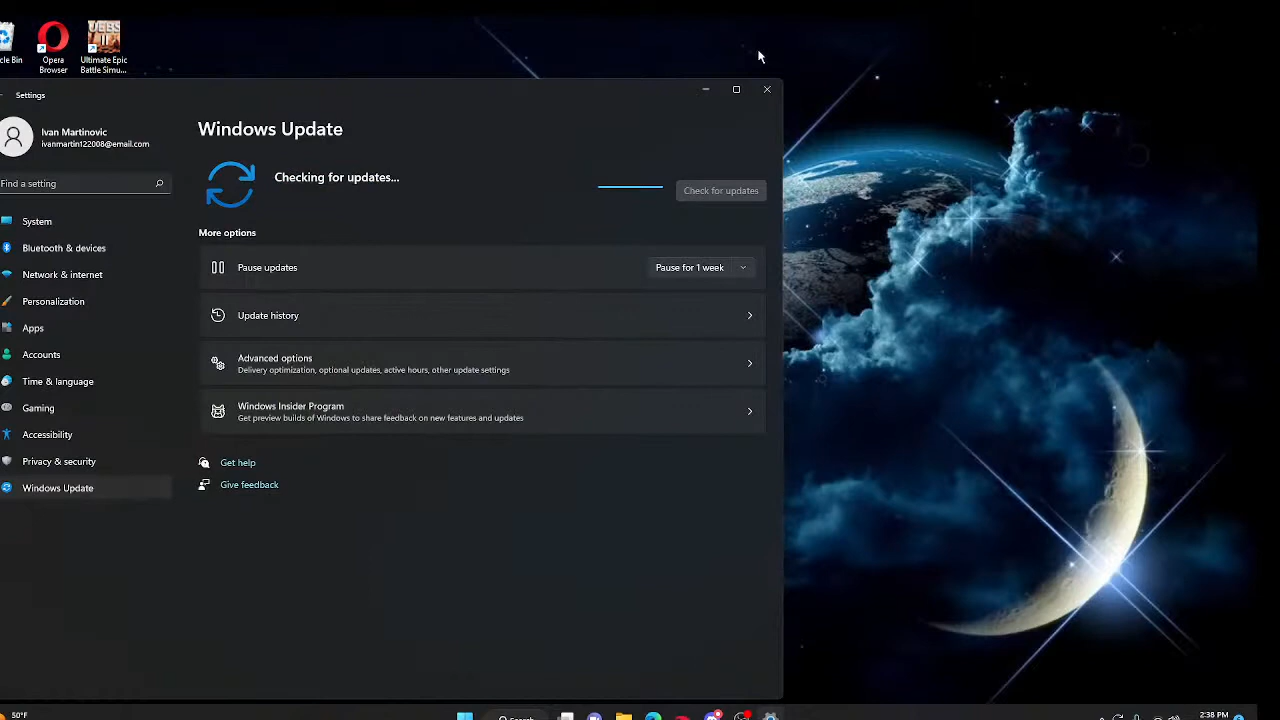 cle Bin
Opera
Browser
Ultimate Epic
Battle Simu...
Settings
Ivan Martinovic
ivanmartin122008@email.com
Find a setting
System
Bluetooth & devices
Network & internet
Personalization
Apps
Accounts
Time & language
Gaming
Accessibility
Privacy & security
Windows Update
Windows Update
Checking for updates...
Check for updates
More options
Pause updates
Pause for 1 week
Update history
Advanced options
Delivery optimization, optional updates, active hours, other update settings
Windows Insider Program
Get preview builds of Windows to share feedback on new features and updates
Get help
Give feedback
50°F
Search
2:38 PM